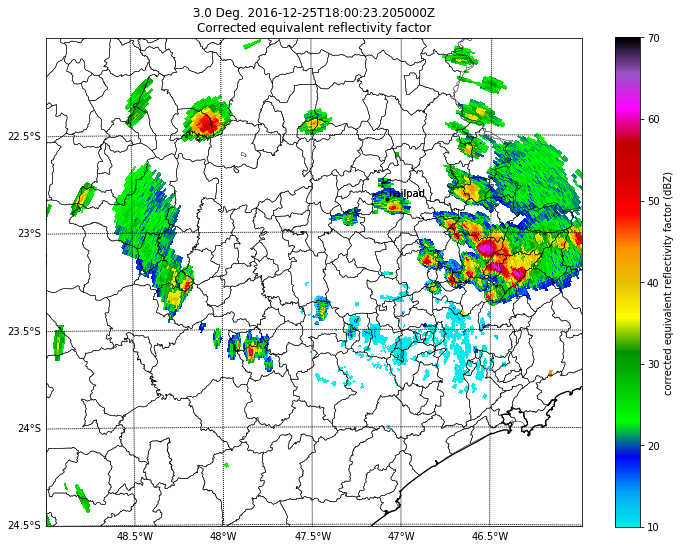 3.0 Deg. 2016-12-25T18:00:23.205000Z
Corrected equivalent reflectivity factor
70
60
50
40
30
20
10
corrected equivalent reflectivity factor (dBZ)
22.5°S
23°S
23.5°S
24°S
24.5°S
hailpad
48.5°W
48°W
47.5°W
47°W
46.5°W